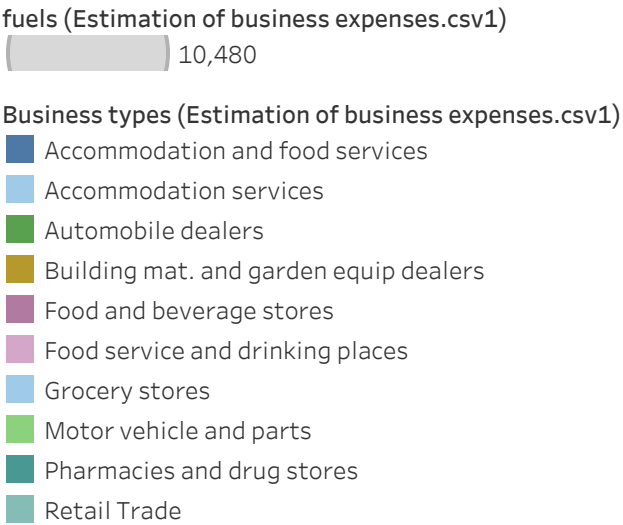 fuels (Estimation of business expenses.csv1)
10,480
Business types (Estimation of business expenses.csv1)
Accommodation and food services
Accommodation services
Automobile dealers
Building mat. and garden equip dealers
Food and beverage stores
Food service and drinking places
Grocery stores
Motor vehicle and parts
Pharmacies and drug stores
Retail Trade